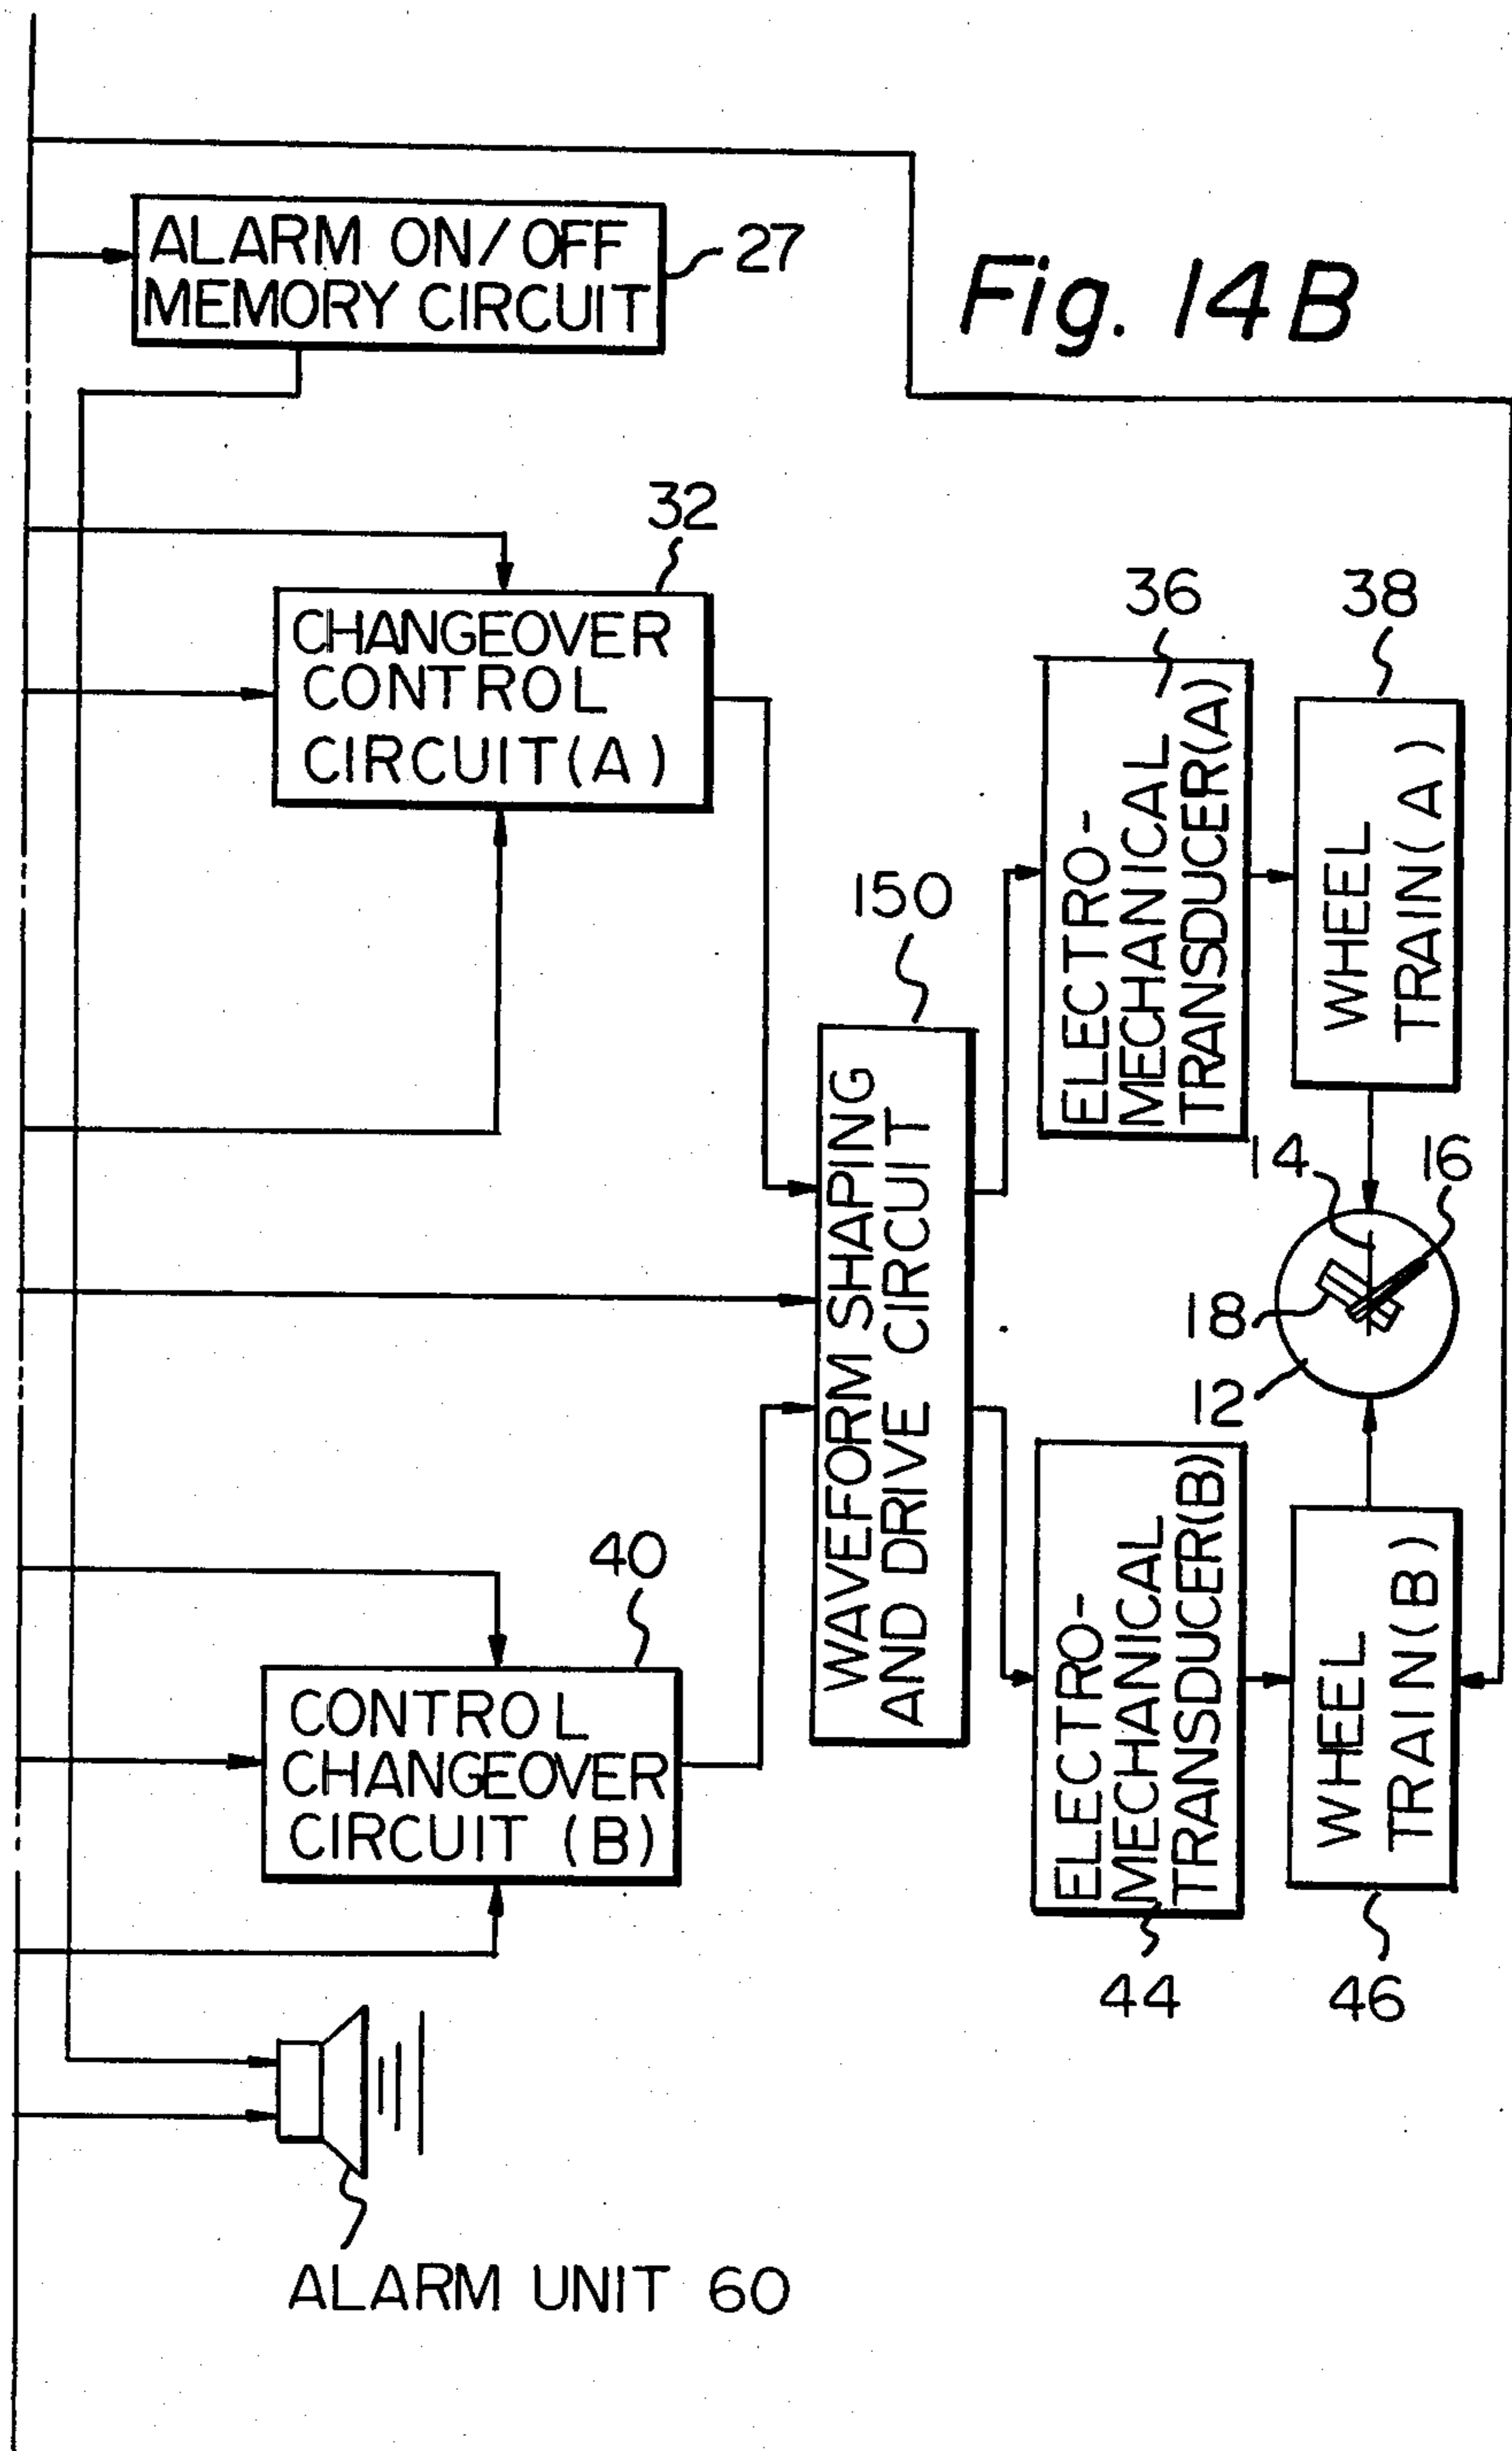 ALARM ON/OFF
MEMORY CIRCUIT
27
Fig. 14B
32
CHANGEOVER
CONTROL
CIRCUIT(A)
36
ELECTRO-
MECHANICAL
TRANSDUCER(A)
38
WHEEL
TRAIN(A)
150
WAVEFORM SHAPING
AND DRIVE CIRCUIT
14
16
18
12
40
CONTROL
CHANGEOVER
CIRCUIT (B)
ELECTRO-
MECHANICAL
TRANSDUCER(B)
44
WHEEL
TRAIN(B)
46
ALARM UNIT 60